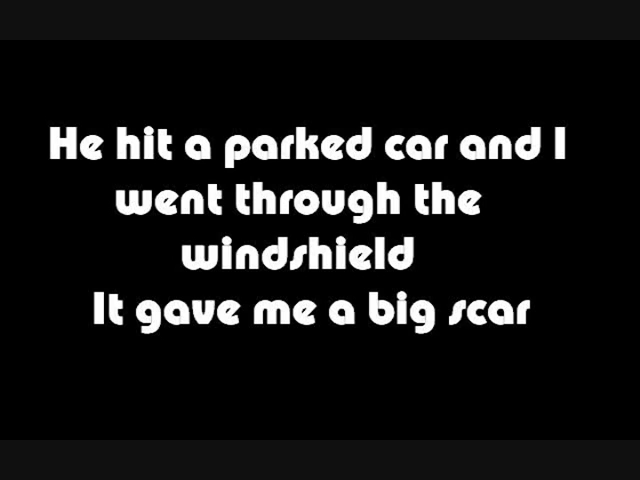 He hit a parked car and I
went through the
windshield
It gave me a big scar